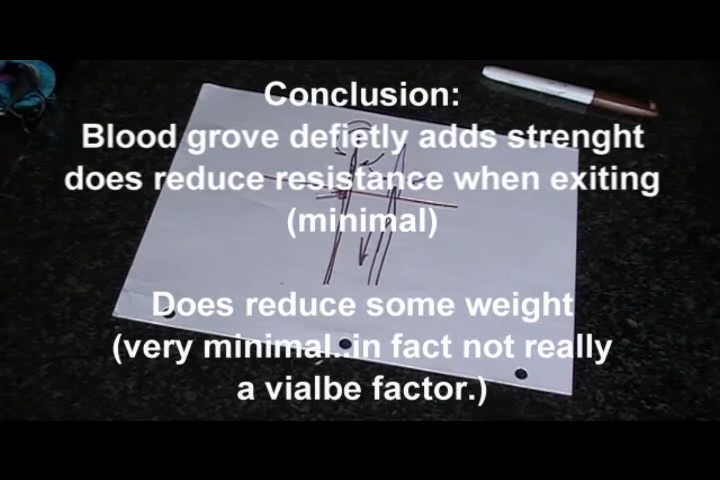 Conclusion:
Blood grove defietly adds strenght
does reduce resistance when exiting
(minimal)
Does reduce some weight
(very minimal..in fact not really
a vialbe factor.)